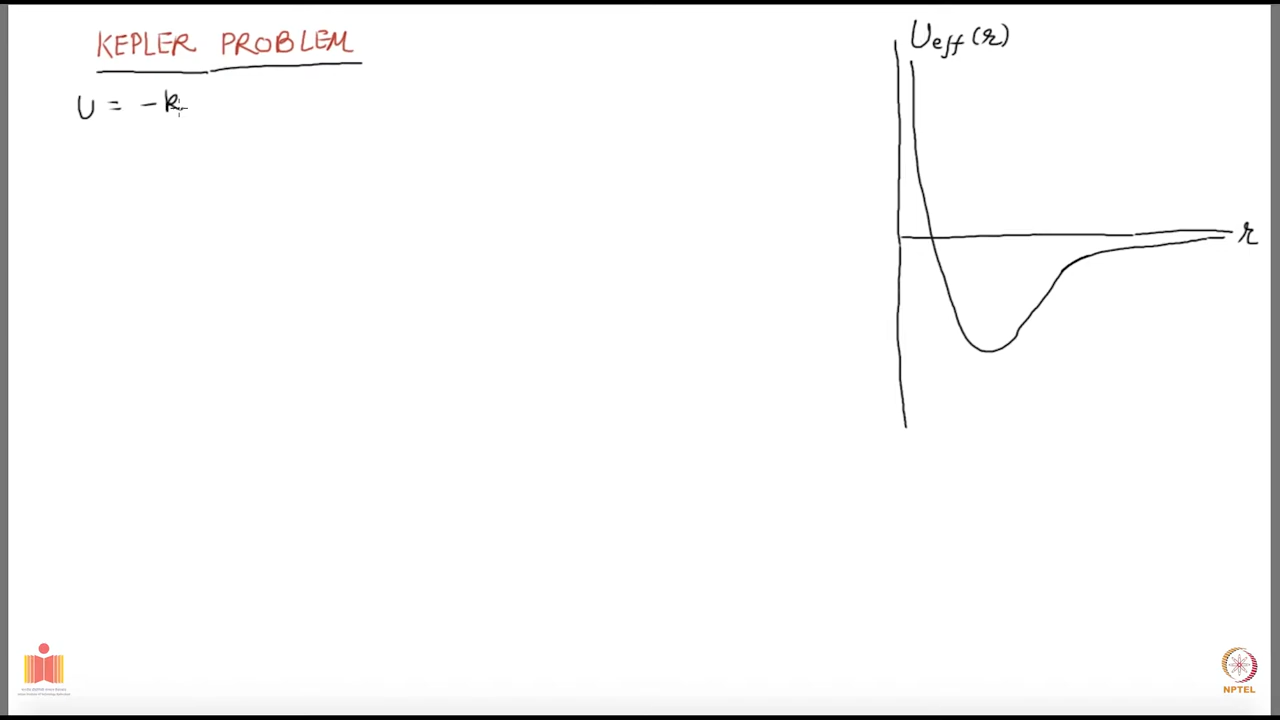 KEPLER PROBLEM
U = -k
Ueff (r)
r
NPTEL